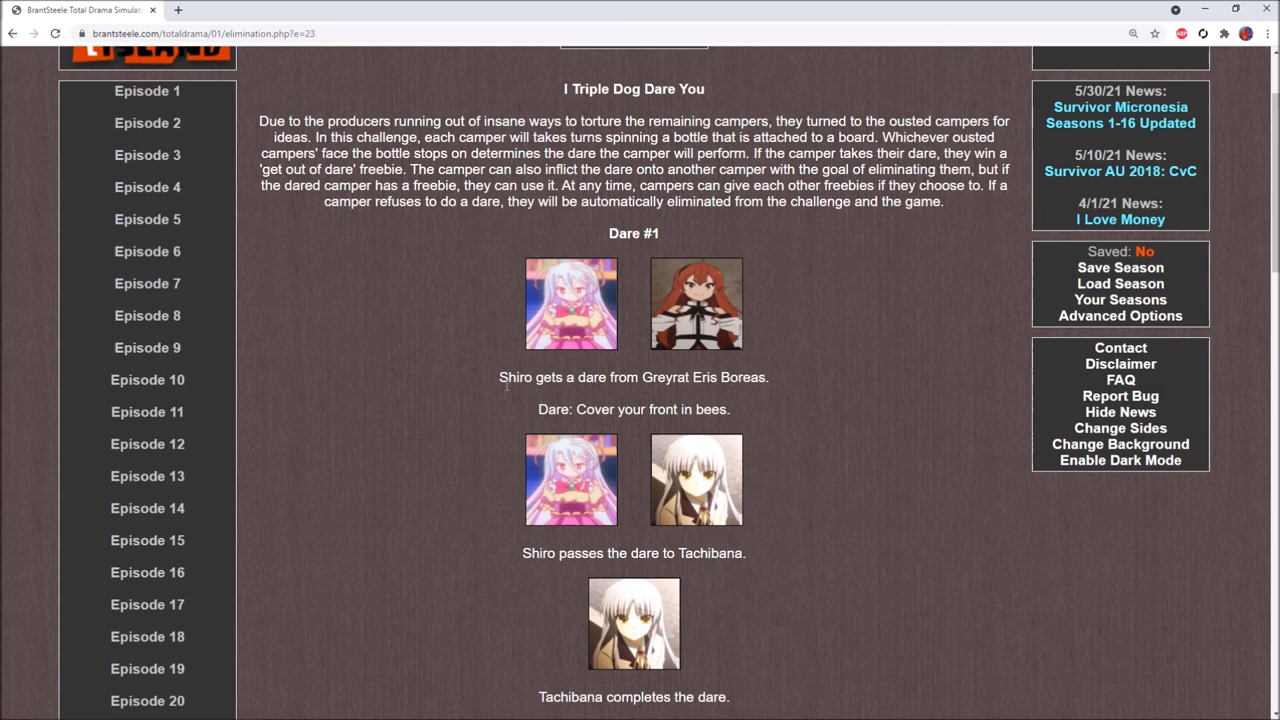 BrantSteele Total Drama Simulat
brantsteele.com/totaldrama/01/elimination.php?e=23
ABP
ISLAND
Episode 1
Episode 2
Episode 3
Episode 4
Episode 5
Episode 6
Episode 7
Episode 8
Episode 9
Episode 10
Episode 11
Episode 12
Episode 13
Episode 14
Episode 15
Episode 16
Episode 17
Episode 18
Episode 19
Episode 20
I Triple Dog Dare You
Due to the producers running out of insane ways to torture the remaining campers, they turned to the ousted campers for
ideas. In this challenge, each camper will takes turns spinning a bottle that is attached to a board. Whichever ousted
campers' face the bottle stops on determines the dare the camper will perform. If the camper takes their dare, they win a
'get out of dare' freebie. The camper can also inflict the dare onto another camper with the goal of eliminating them, but if
the dared camper has a freebie, they can use it. At any time, campers can give each other freebies if they choose to. If a
camper refuses to do a dare, they will be automatically eliminated from the challenge and the game.
Dare #1
Shiro gets a dare from Greyrat Eris Boreas.
Dare: Cover your front in bees.
Shiro passes the dare to Tachibana.
Tachibana completes the dare.
5/30/21 News:
Survivor Micronesia
Seasons 1-16 Updated
5/10/21 News:
Survivor AU 2018: CvC
4/1/21 News:
I Love Money
Saved: No
Save Season
Load Season
Your Seasons
Advanced Options
Contact
Disclaimer
FAQ
Report Bug
Hide News
Change Sides
Change Background
Enable Dark Mode